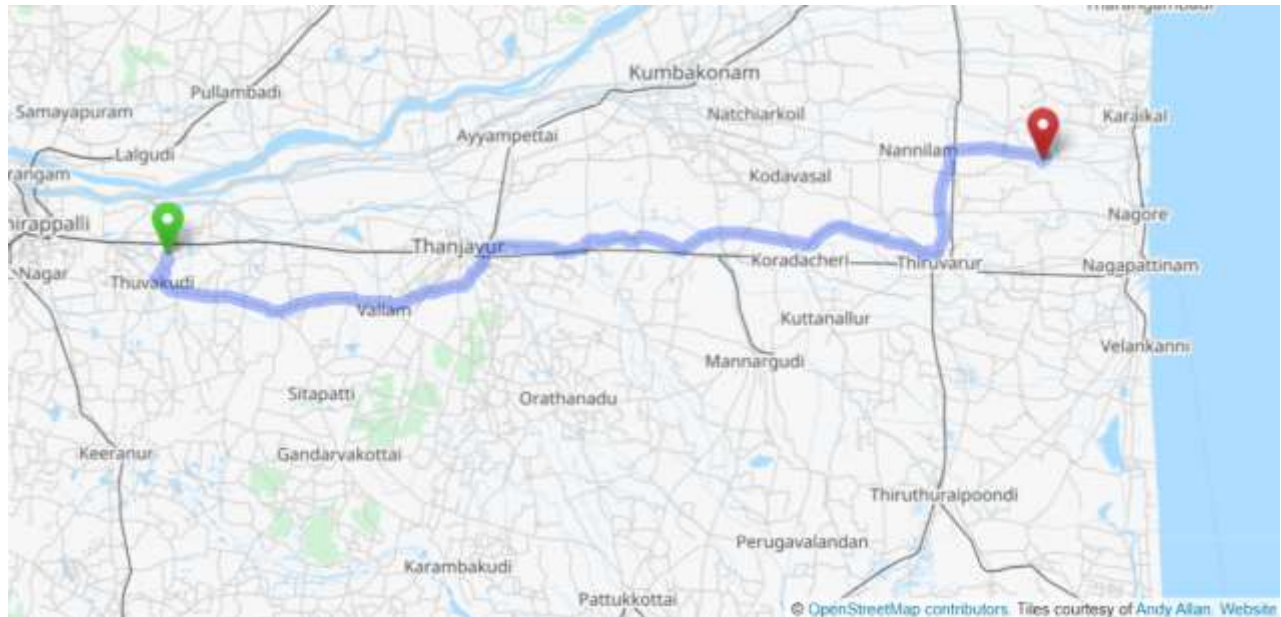 Kumbakonam
Pullambadi
Samayapuram
Natchiarkoil
Karaikal
Ayyampettai
Lalgudi
Nannilam
rangam
Kodavasal
hirappalli
Nagore
Thanjavur
Koradacheri
Thiruvarur
Nagapattinam
Nagar
Thuvakudi
Vallam
Kuttanallur
Velankanni
Mannargudi
Sitapatti
Orathanadu
Keeranur
Gandarvakottai
Thiruthuraipoondi
Perugavalandan
Karambakudi
Pattukkottai
© OpenStreetMap contributors. Tiles courtesy of Andy Allan. Website